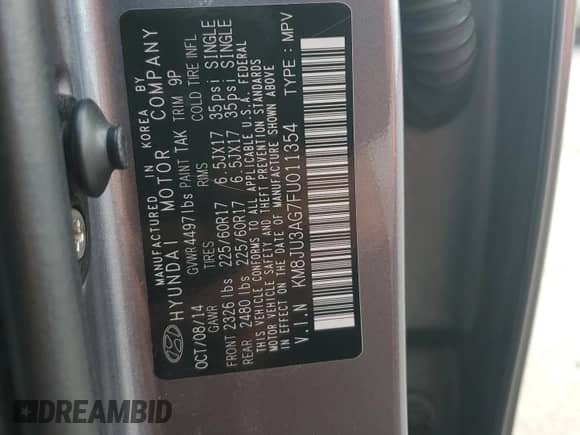 MANUFACTURED IN KOREA BY
HYUNDAI MOTOR COMPANY
OCT/08/14 GVWR 4497 lbs PAINT TAK TRIM 9P
GAWR TIRES RIMS COLD TIRE INFL
FRONT 2326 lbs 225/60R17 6.5JX17 35psi SINGLE
REAR 2480 lbs 225/60R17 6.5JX17 35psi SINGLE
THIS VEHICLE CONFORMS TO ALL APPLICABLE U.S.A. FEDERAL
MOTOR VEHICLE SAFETY AND THEFT PREVENTION STANDARDS
IN EFFECT ON THE DATE OF MANUFACTURE SHOWN ABOVE
V.I.N KM8JU3AG7FU011354 TYPE : MPV
DREAMBID